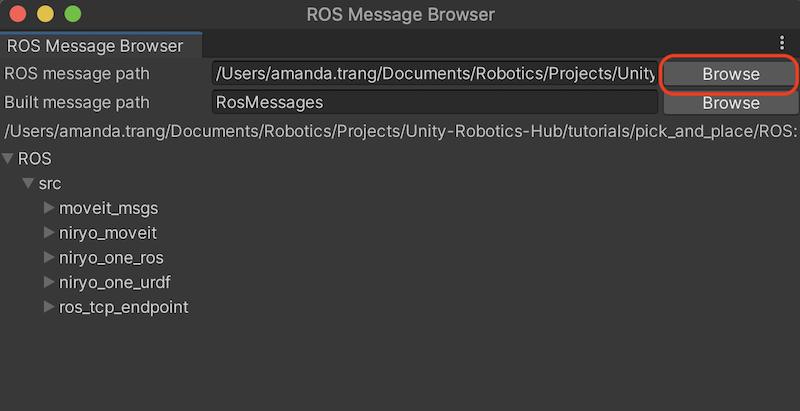 ROS Message Browser
ROS Message Browser
ROS message path /Users/amanda.trang/Documents/Robotics/Projects/Unity Browse
Built message path RosMessages Browse
/Users/amanda.trang/Documents/Robotics/Projects/Unity-Robotics-Hub/tutorials/pick_and_place/ROS:
ROS
src
moveit_msgs
niryo_moveit
niryo_one_ros
niryo_one_urdf
ros_tcp_endpoint